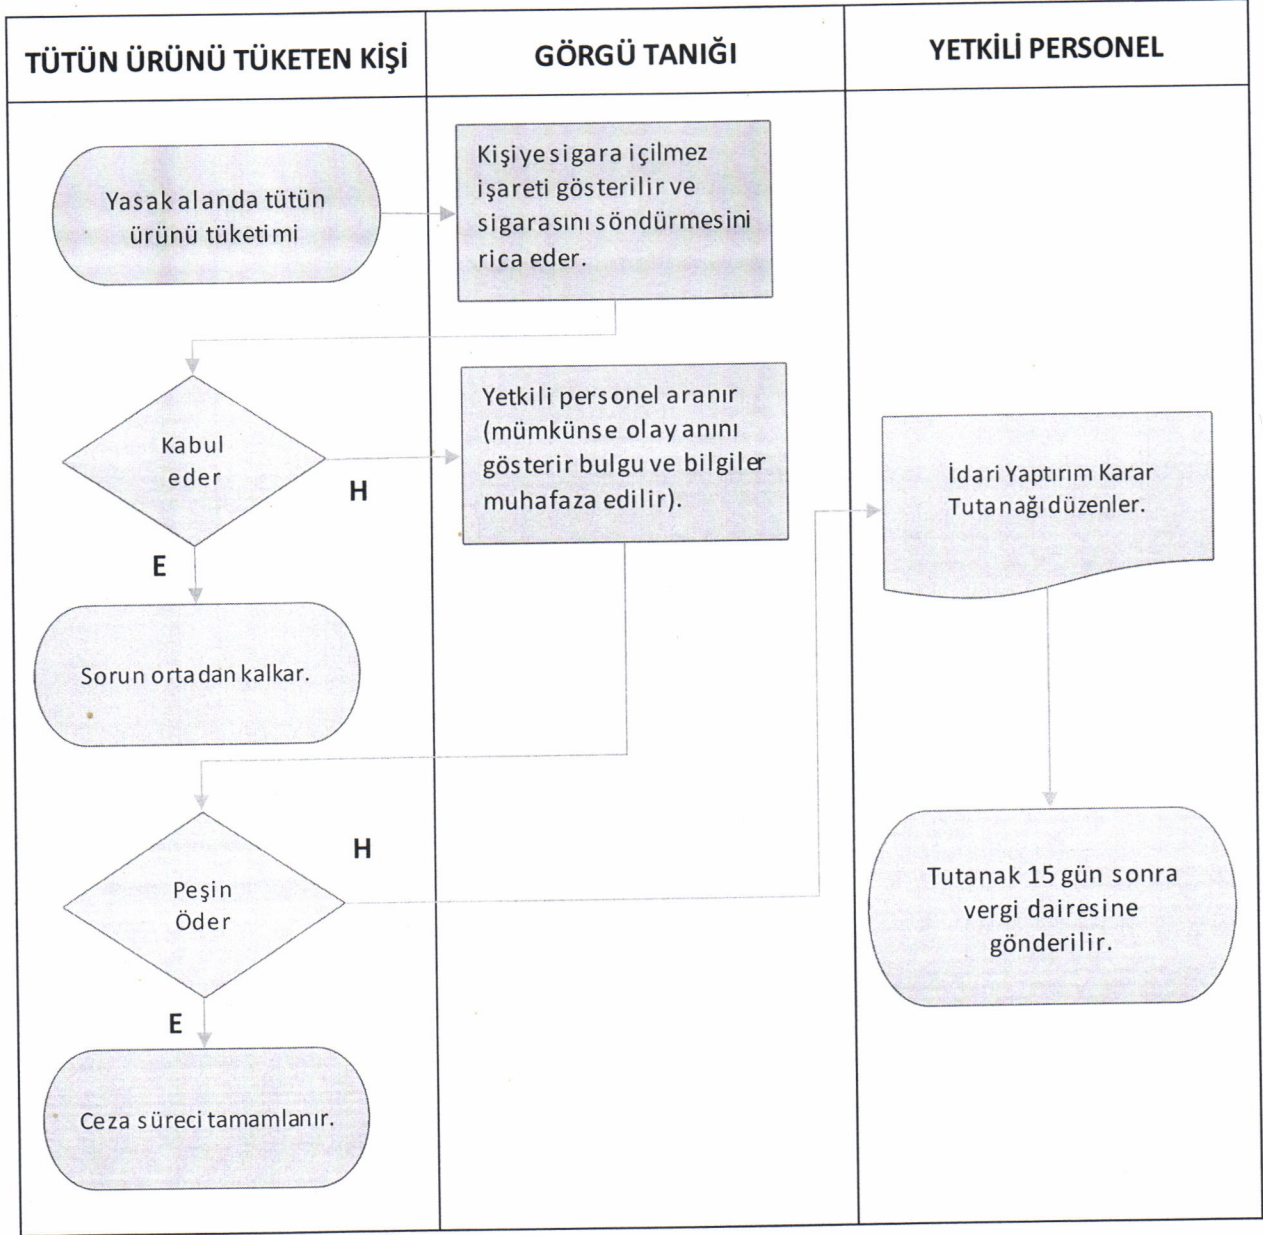 TÜTÜN ÜRÜNÜ TÜKETEN KİŞİ
GÖRGÜ TANIĞI
YETKİLİ PERSONEL
Yasak alanda tütün
ürünü tüketimi
Kişiye sigara içilmez
işareti gösterilir ve
sigarasını söndürmesini
rica eder.
Kabul
eder
H
E
Yetkili personel aranır
(mümkünse olay anını
gösterir bulgu ve bilgiler
muhafaza edilir).
İdari Yaptırım Karar
Tutanağı düzenler.
Sorun ortadan kalkar.
Peşin
Öder
H
E
Tutanak 15 gün sonra
vergi dairesine
gönderilir.
Ceza süreci tamamlanır.